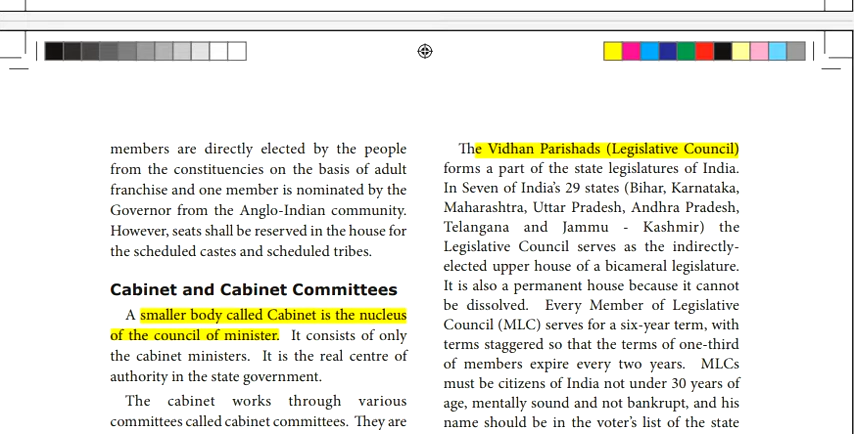 members are directly elected by the people
from the constituencies on the basis of adult
franchise and one member is nominated by the
Governor from the Anglo-Indian community.
However, seats shall be reserved in the house for
the scheduled castes and scheduled tribes.
Cabinet and Cabinet Committees
A smaller body called Cabinet is the nucleus
of the council of minister. It consists of only
the cabinet ministers. It is the real centre of
authority in the state government.
The cabinet works through various
committees called cabinet committees. They are
The Vidhan Parishads (Legislative Council)
forms a part of the state legislatures of India.
In Seven of India's 29 states (Bihar, Karnataka,
Maharashtra, Uttar Pradesh, Andhra Pradesh,
Telangana and Jammu - Kashmir) the
Legislative Council serves as the indirectly-
elected upper house of a bicameral legislature.
It is also a permanent house because it cannot
be dissolved. Every Member of Legislative
Council (MLC) serves for a six-year term, with
terms staggered so that the terms of one-third
of members expire every two years. MLCs
must be citizens of India not under 30 years of
age, mentally sound and not bankrupt, and his
name should be in the voter's list of the state